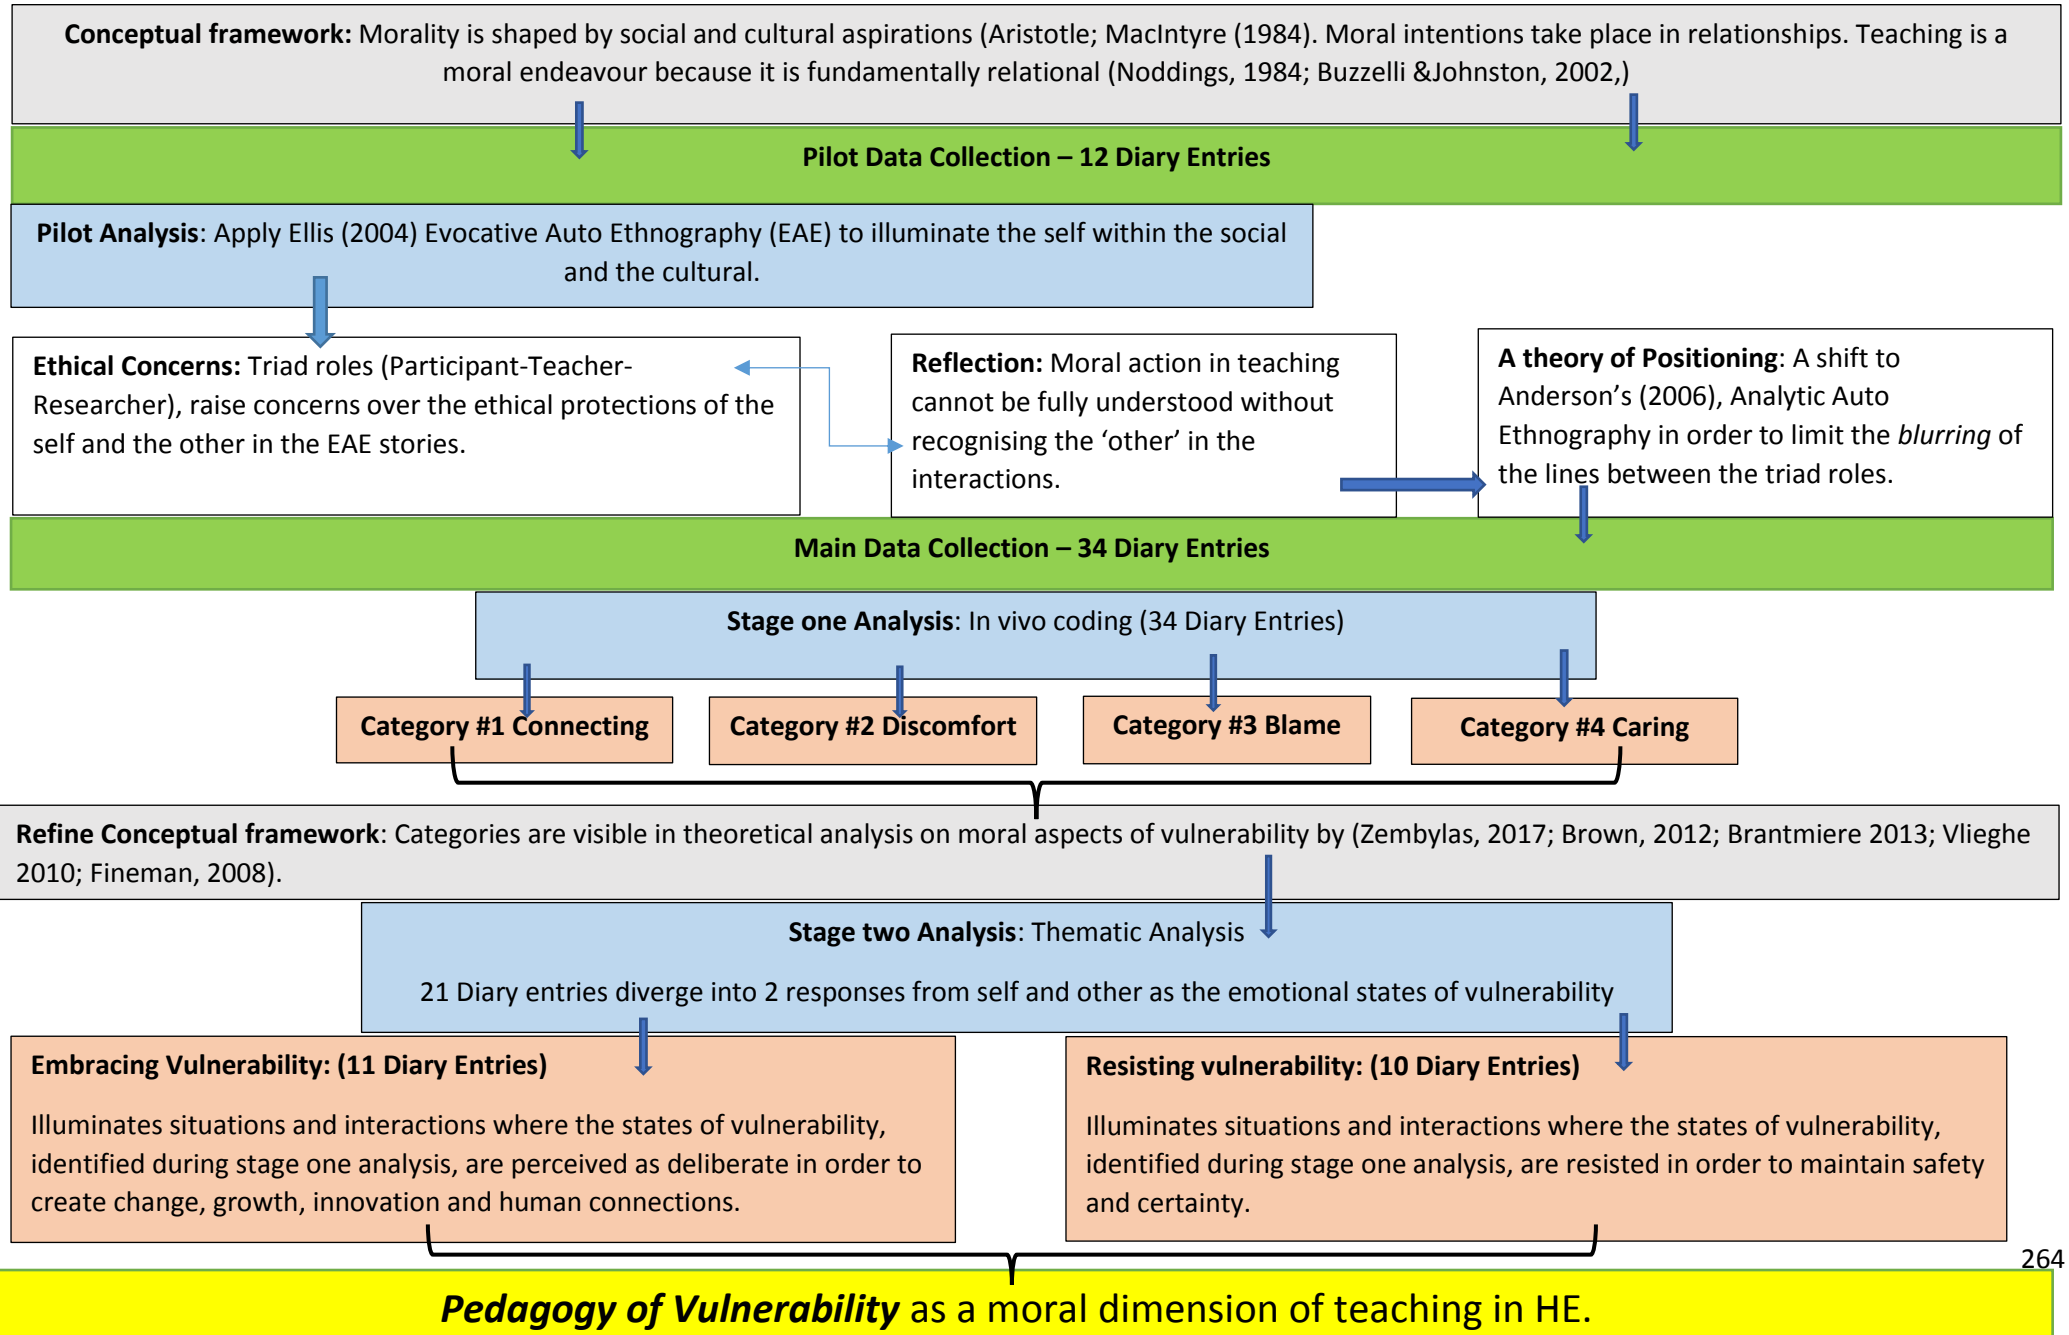 Conceptual framework: Morality is shaped by social and cultural aspirations (Aristotle; MacIntyre (1984). Moral intentions take place in relationships. Teaching is a
moral endeavour because it is fundamentally relational (Noddings, 1984; Buzzelli &Johnston, 2002,)
Pilot Data Collection – 12 Diary Entries
Pilot Analysis: Apply Ellis (2004) Evocative Auto Ethnography (EAE) to illuminate the self within the social
and the cultural.
Ethical Concerns: Triad roles (Participant-Teacher-
Researcher), raise concerns over the ethical protections of the
self and the other in the EAE stories.
Reflection: Moral action in teaching
cannot be fully understood without
recognising the ‘other’ in the
interactions.
A theory of Positioning: A shift to
Anderson’s (2006), Analytic Auto
Ethnography in order to limit the blurring of
the lines between the triad roles.
Main Data Collection – 34 Diary Entries
Stage one Analysis: In vivo coding (34 Diary Entries)
Category #1 Connecting
Category #2 Discomfort
Category #3 Blame
Category #4 Caring
Refine Conceptual framework: Categories are visible in theoretical analysis on moral aspects of vulnerability by (Zembylas, 2017; Brown, 2012; Brantmiere 2013; Vlieghe
2010; Fineman, 2008).
Stage two Analysis: Thematic Analysis
21 Diary entries diverge into 2 responses from self and other as the emotional states of vulnerability
Embracing Vulnerability: (11 Diary Entries)
Illuminates situations and interactions where the states of vulnerability,
identified during stage one analysis, are perceived as deliberate in order to
create change, growth, innovation and human connections.
Resisting vulnerability: (10 Diary Entries)
Illuminates situations and interactions where the states of vulnerability,
identified during stage one analysis, are resisted in order to maintain safety
and certainty.
264
Pedagogy of Vulnerability as a moral dimension of teaching in HE.